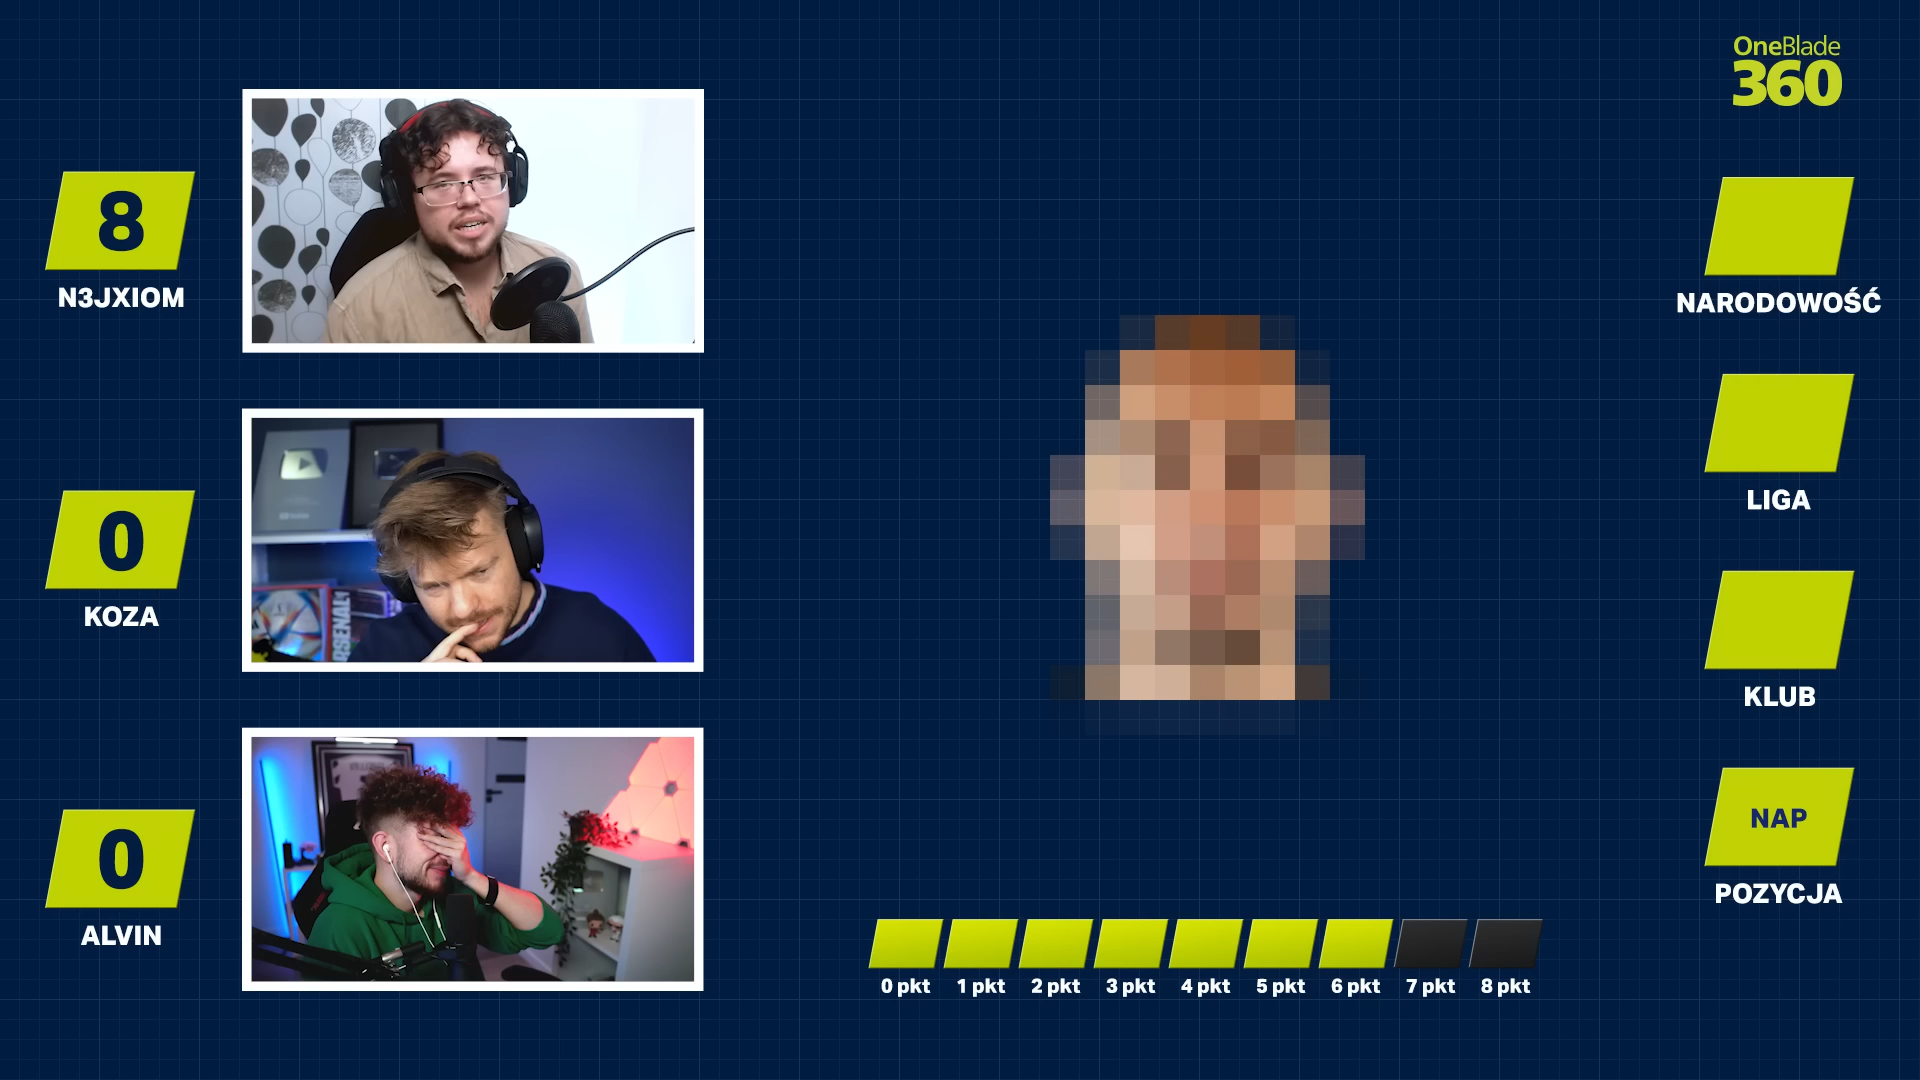 OneBlade
360
8
N3JXIOM
0
KOZA
ARSENAL
0
ALVIN
NARODOWOŚĆ
LIGA
KLUB
NAP
POZYCJA
0 pkt
1 pkt
2 pkt
3 pkt
4 pkt
5 pkt
6 pkt
7 pkt
8 pkt